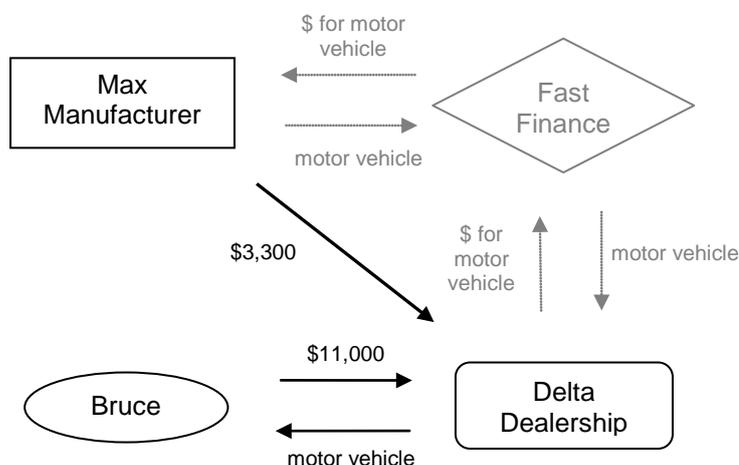 $ for motor
vehicle
Max
Manufacturer
Fast
Finance
motor vehicle
$3,300
$ for
motor
vehicle
motor vehicle
$11,000
Bruce
Delta
Dealership
motor vehicle